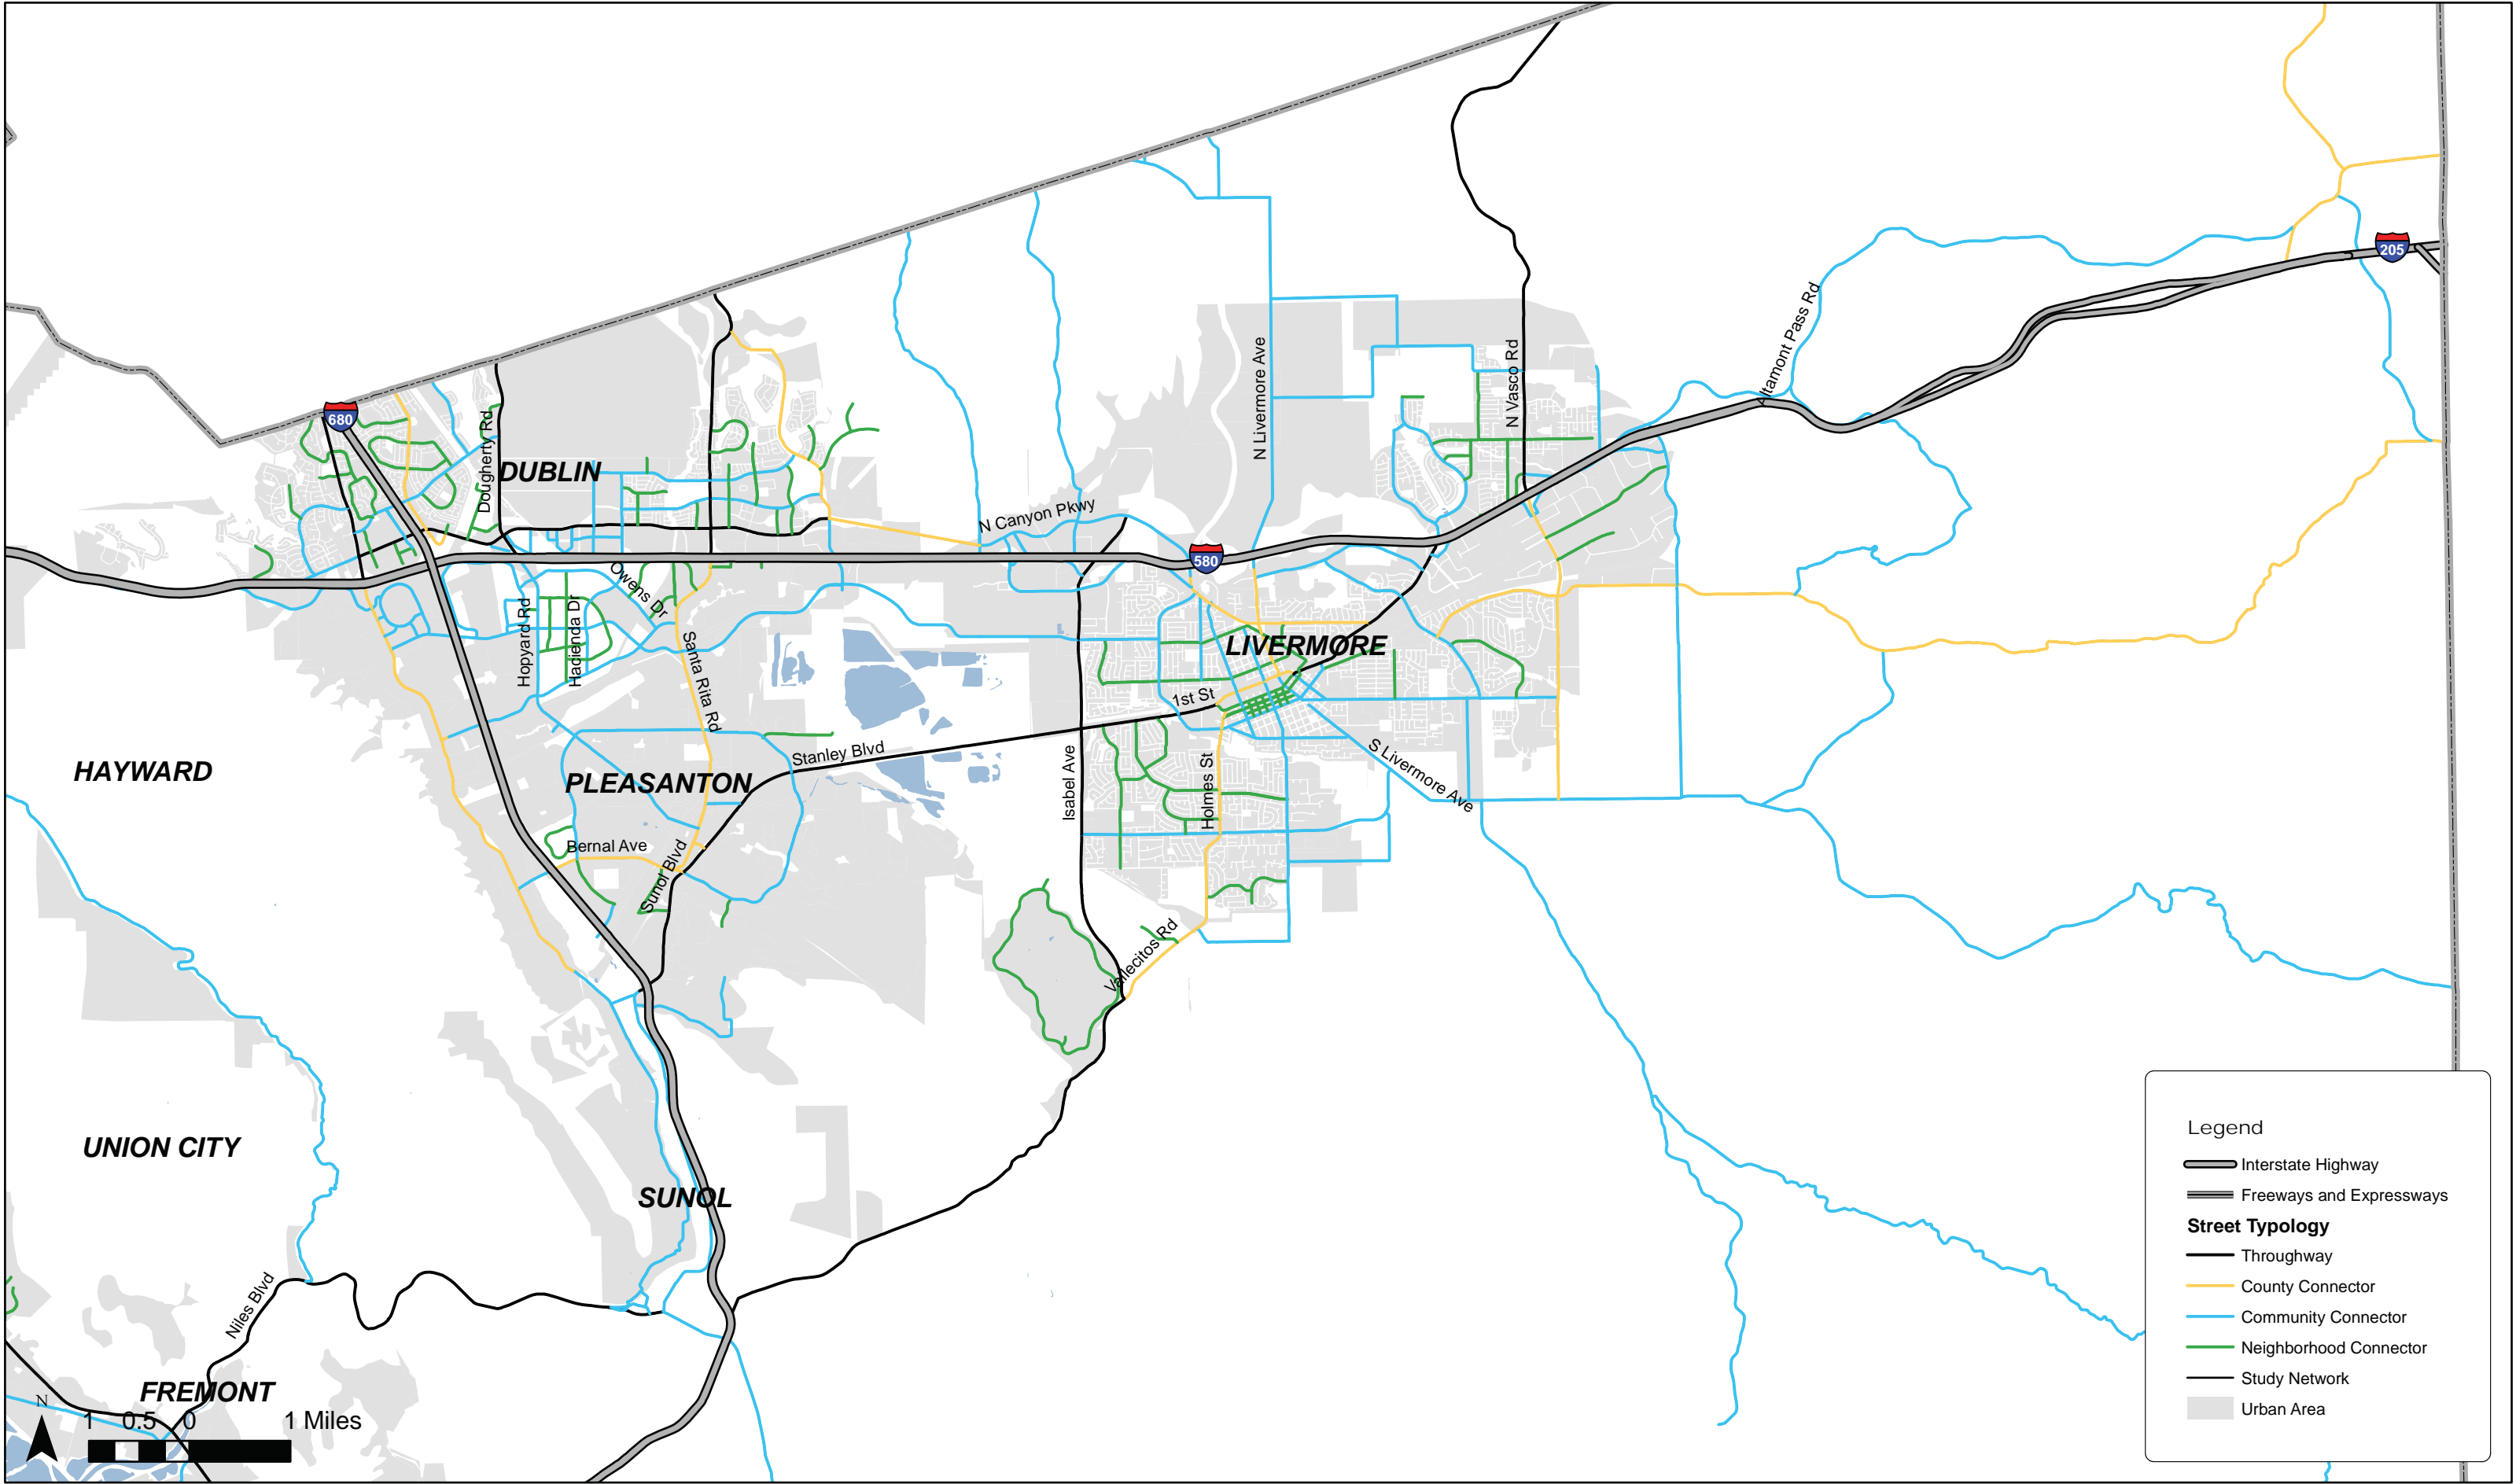 205
680
N Livermore Ave
N Vasco Rd
Altamont Pass Rd
Dougherty Rd
DUBLIN
N Canyon Pkwy
580
Owens Dr
Hopyard Rd
Hacienda Dr
Santa Rita Rd
LIVERMORE
1st St
Stanley Blvd
HAYWARD
PLEASANTON
Isabel Ave
Holmes St
S Livermore Ave
Bernal Ave
Sunol Blvd
Vallecitos Rd
UNION CITY
SUNOL
Niles Blvd
FREMONT
N
1 0.5 0 1 Miles
Legend
Interstate Highway
Freeways and Expressways
Street Typology
Throughway
County Connector
Community Connector
Neighborhood Connector
Study Network
Urban Area